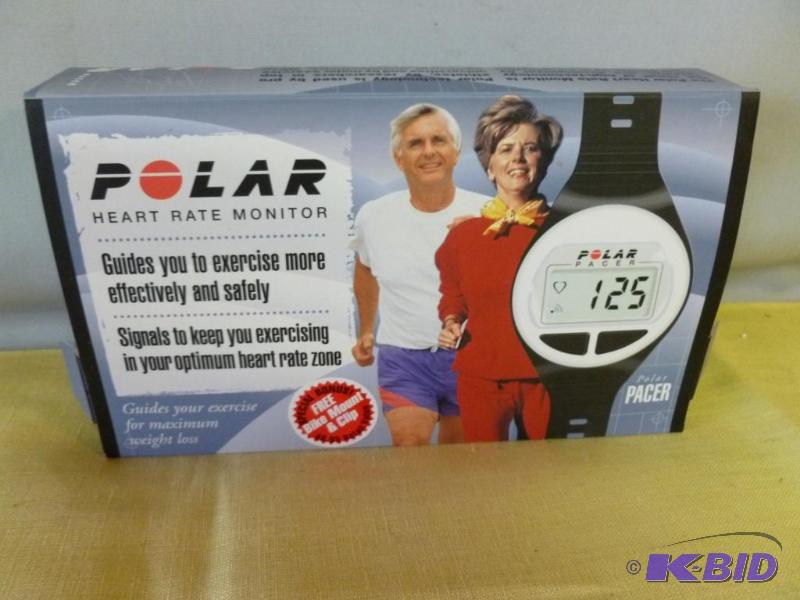 POLAR
HEART RATE MONITOR
Guides you to exercise more
effectively and safely
Signals to keep you exercising
in your optimum heart rate zone
Guides your exercise
for maximum
weight loss
SPECIAL BONUS!
FREE
Bike Mount
& Clip
POLAR
PACER
125
Polar
PACER
© K-BID